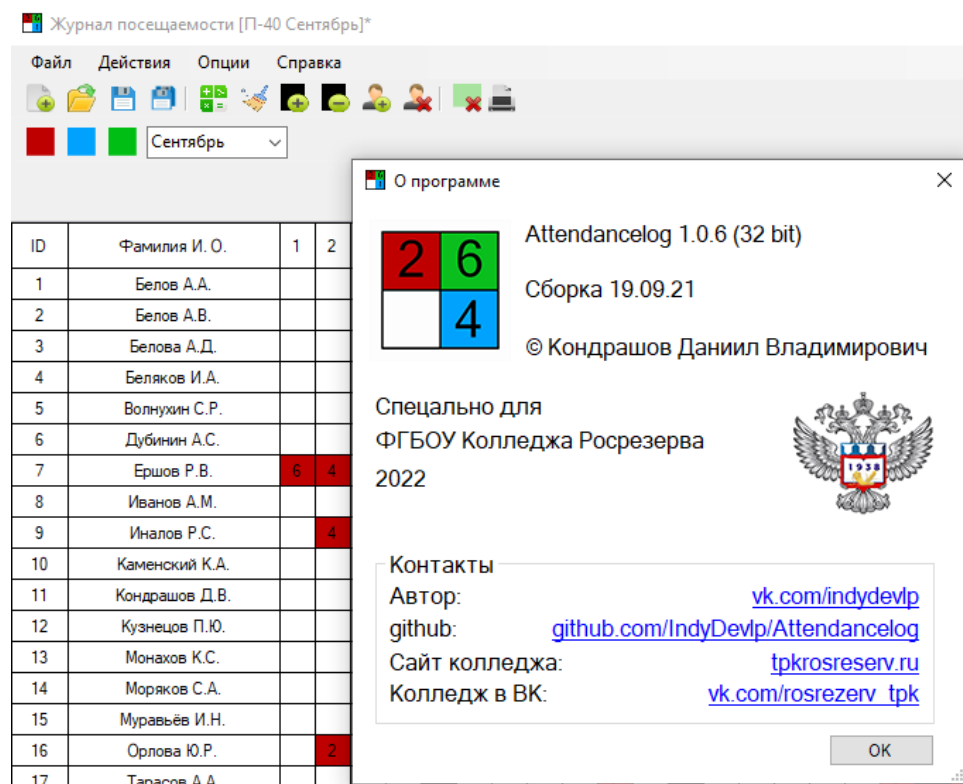 Журнал посещаемости [П-40 Сентябрь]*
Файл Действия Опции Справка
Сентябрь
ID Фамилия И. О. 1 2
1 Белов А.А.
2 Белов А.В.
3 Белова А.Д.
4 Беляков И.А.
5 Волнухин С.Р.
6 Дубинин А.С.
7 Ершов Р.В. 6 4
8 Иванов А.М.
9 Иналов Р.С. 4
10 Каменский К.А.
11 Кондрашов Д.В.
12 Кузнецов П.Ю.
13 Монахов К.С.
14 Моряков С.А.
15 Муравьёв И.Н.
16 Орлова Ю.Р. 2
17 Тарасов А.А.
О программе
2 6
4
Attendancelog 1.0.6 (32 bit)
Сборка 19.09.21
© Кондрашов Даниил Владимирович
Спецально для
ФГБОУ Колледжа Росрезерва
2022
1938
Контакты
Автор: vk.com/indydevlp
github: github.com/IndyDevlp/Attendancelog
Сайт колледжа: tpkrosreserv.ru
Колледж в ВК: vk.com/rosrezerv_tpk
OK